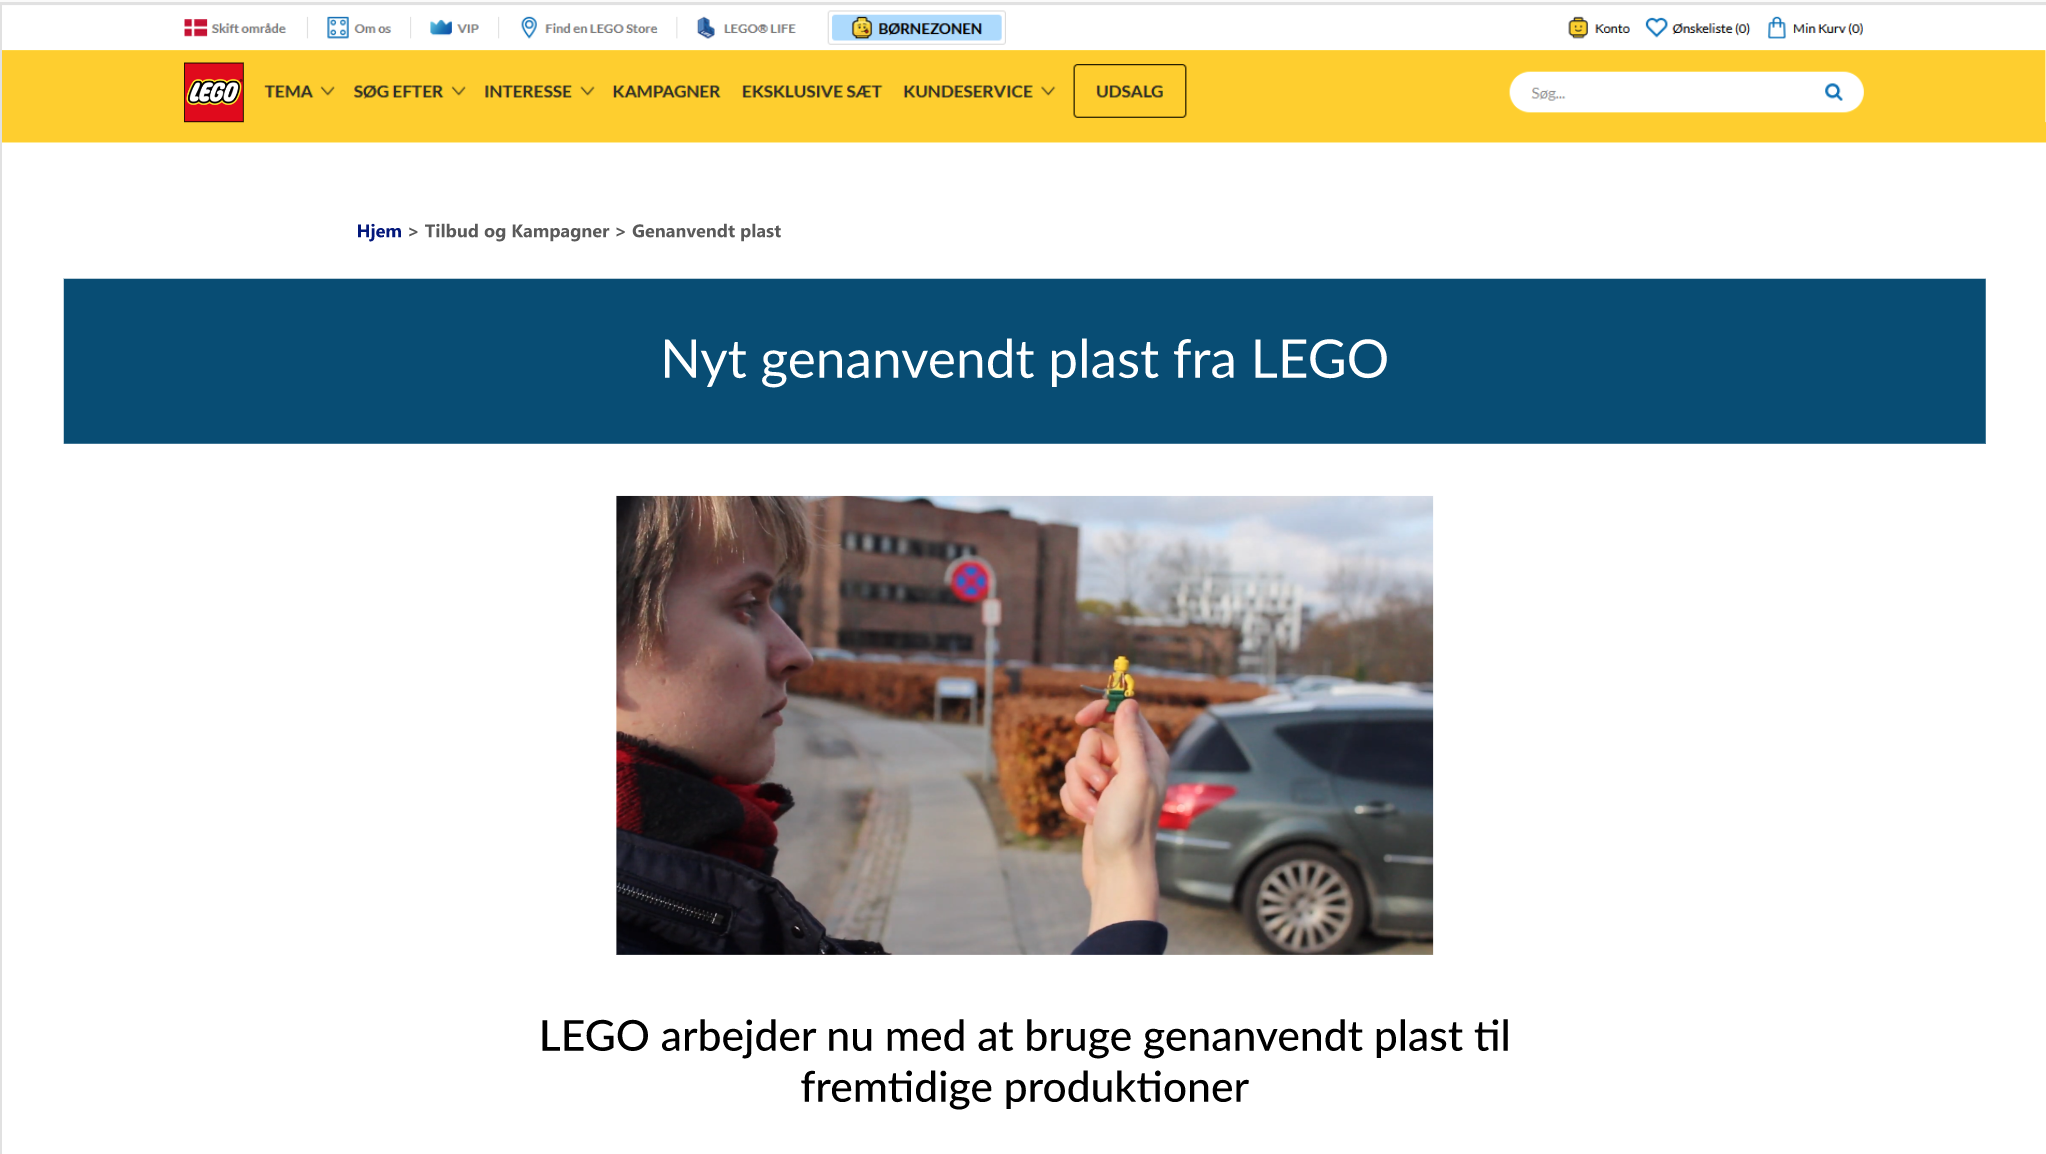 Skift område
Om os
VIP
Find en LEGO Store
LEGO® LIFE
BØRNEZONEN
Konto
Ønskeliste (0)
Min Kurv (0)
LEGO
TEMA
SØG EFTER
INTERESSE
KAMPAGNER
EKSKLUSIVE SÆT
KUNDESERVICE
UDSALG
Søg...
Hjem > Tilbud og Kampagner > Genanvendt plast
Nyt genanvendt plast fra LEGO
LEGO arbejder nu med at bruge genanvendt plast til
fremtidige produktioner